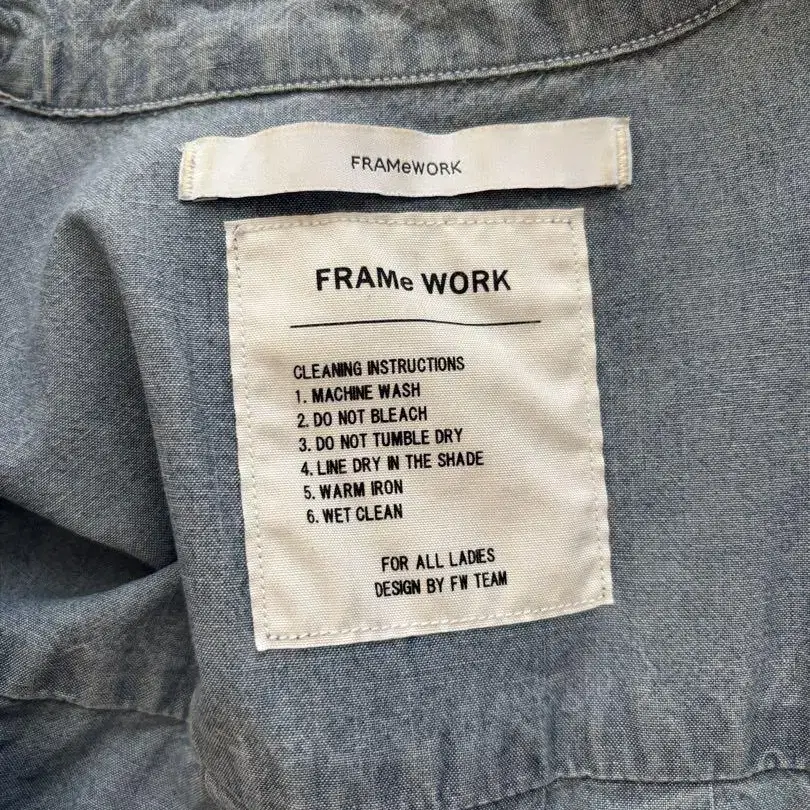 FRAMeWORK
FRAMe WORK
CLEANING INSTRUCTIONS
1. MACHINE WASH
2. DO NOT BLEACH
3. DO NOT TUMBLE DRY
4. LINE DRY IN THE SHADE
5. WARM IRON
6. WET CLEAN
FOR ALL LADIES
DESIGN BY FW TEAM